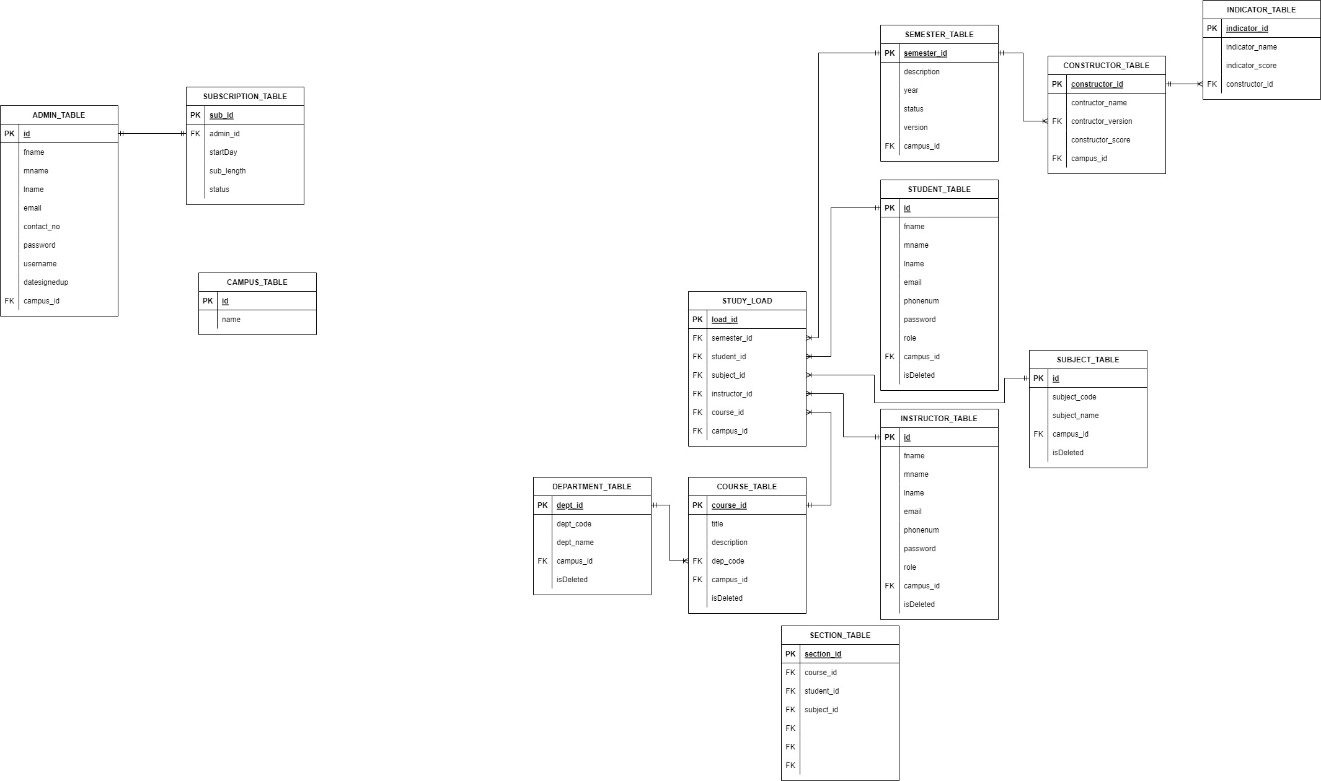 INDICATOR_TABLE
PK indicator_id
indicator_name
indicator_score
FK constructor_id
SEMESTER_TABLE
PK semester_id
description
year
status
version
FK campus_id
CONSTRUCTOR_TABLE
PK constructor_id
contructor_name
FK contructor_version
constructor_score
FK campus_id
SUBSCRIPTION_TABLE
PK sub_id
FK admin_id
startDay
sub_length
status
ADMIN_TABLE
PK id
fname
mname
lname
email
contact_no
password
username
datesignedup
FK campus_id
CAMPUS_TABLE
PK id
name
STUDENT_TABLE
PK id
fname
mname
lname
email
phonenum
password
role
FK campus_id
isDeleted
STUDY_LOAD
PK load_id
FK semester_id
FK student_id
FK subject_id
FK instructor_id
FK course_id
FK campus_id
SUBJECT_TABLE
PK id
subject_code
subject_name
FK campus_id
isDeleted
INSTRUCTOR_TABLE
PK id
fname
mname
lname
email
phonenum
password
role
FK campus_id
isDeleted
DEPARTMENT_TABLE
PK dept_id
dept_code
dept_name
FK campus_id
isDeleted
COURSE_TABLE
PK course_id
title
description
FK dep_code
FK campus_id
isDeleted
SECTION_TABLE
PK section_id
FK course_id
FK student_id
FK subject_id
FK
FK
FK